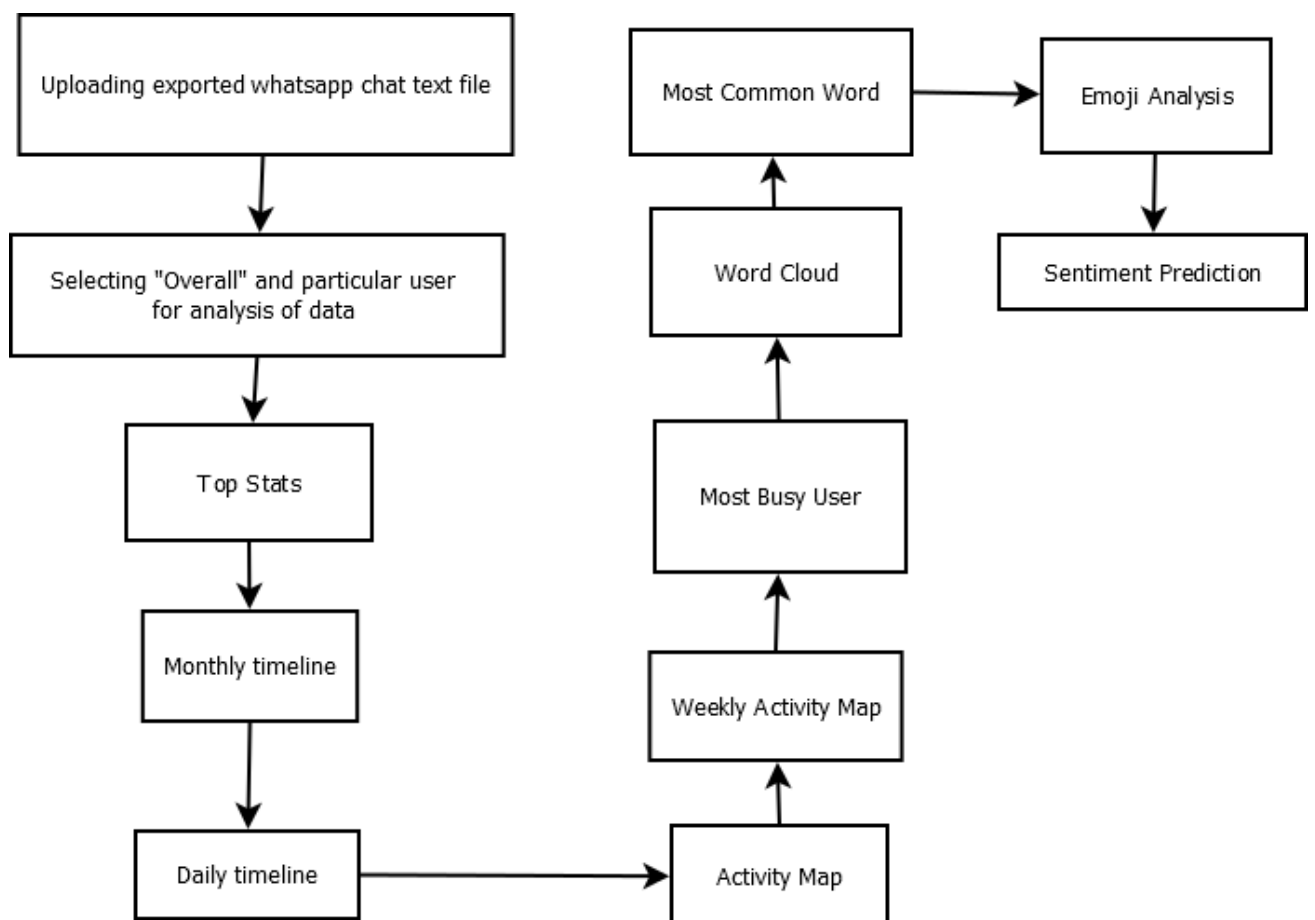 Uploading exported whatsapp chat text file
Selecting "Overall" and particular user
for analysis of data
Top Stats
Monthly timeline
Daily timeline
Activity Map
Weekly Activity Map
Most Busy User
Word Cloud
Most Common Word
Emoji Analysis
Sentiment Prediction